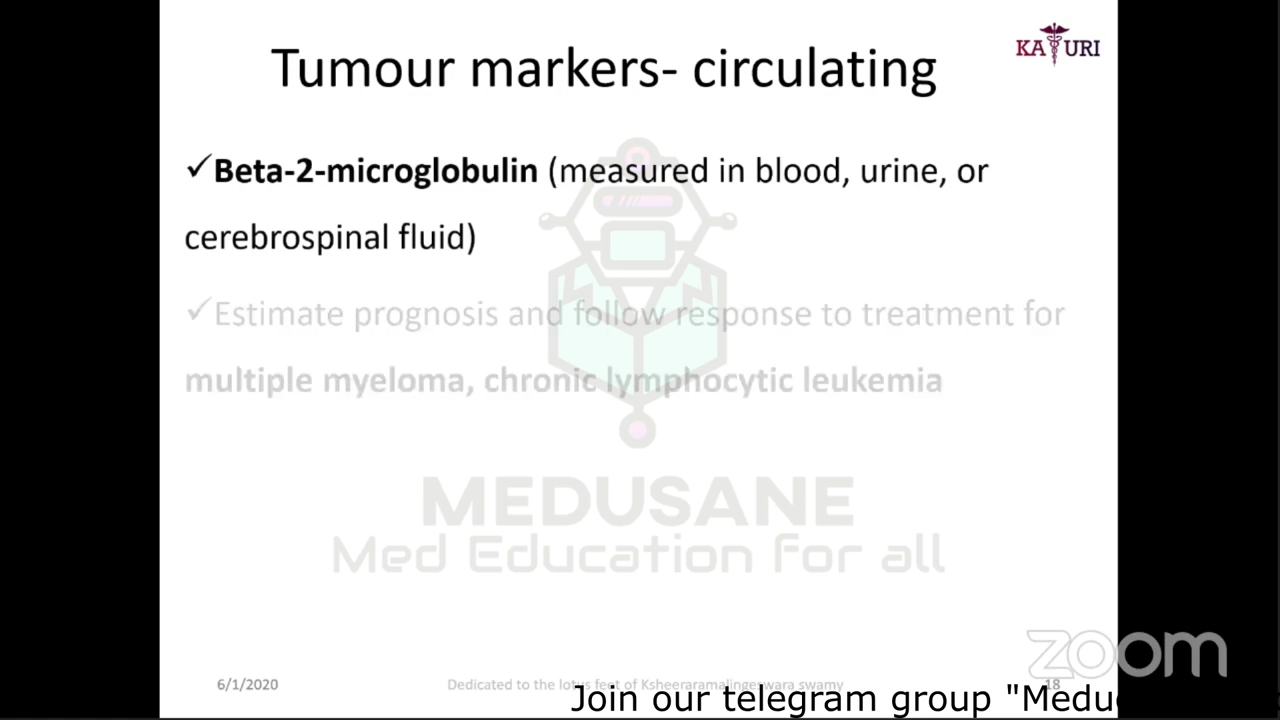 Tumour markers- circulating
KATURI
✓Beta-2-microglobulin (measured in blood, urine, or
cerebrospinal fluid)
✓Estimate prognosis and follow response to treatment for
multiple myeloma, chronic lymphocytic leukemia
MEDUSANE
Med Education for all
zoom
6/1/2020
Dedicated to the lotus feet of Ksheeraramalingeswara swamy
18
Join our telegram group "Medu